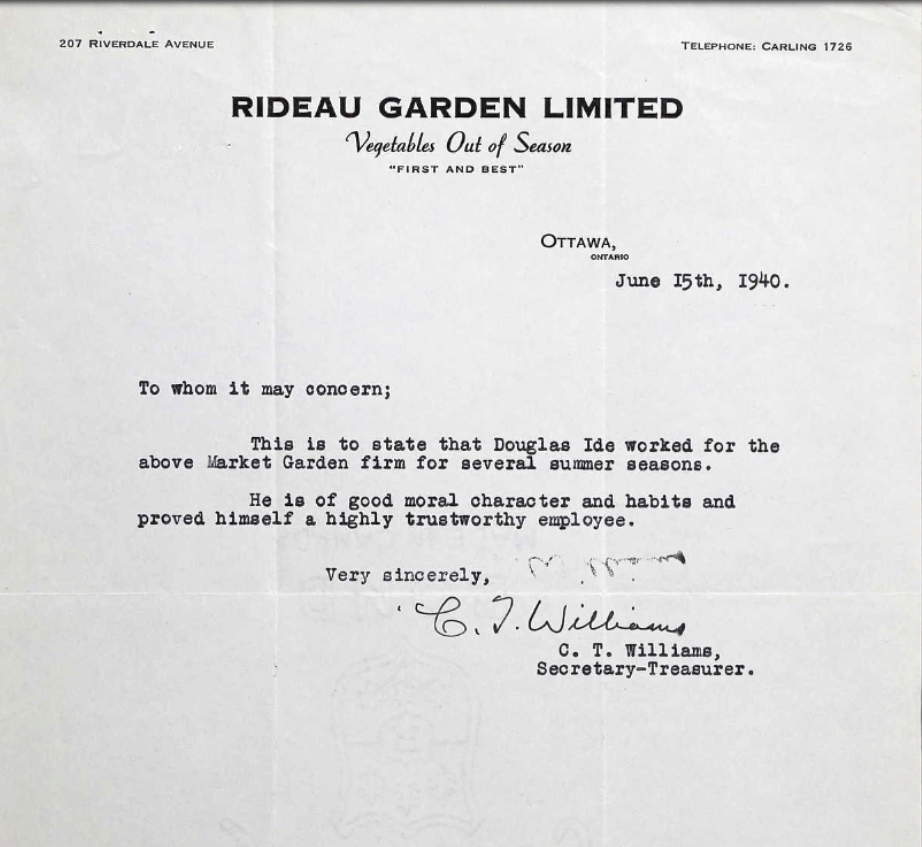 207 RIVERDALE AVENUE
TELEPHONE: CARLING 1726
RIDEAU GARDEN LIMITED
Vegetables Out of Season
"FIRST AND BEST"
OTTAWA,
ONTARIO
June I5th, I940.
To whom it may concern;
This is to state that Douglas Ide worked for the
above Market Garden firm for several summer seasons.
He is of good moral character and habits and
proved himself a highly trustworthy employee.
Very sincerely,
C. T. Williams
C. T. Williams,
Secretary-Treasurer.